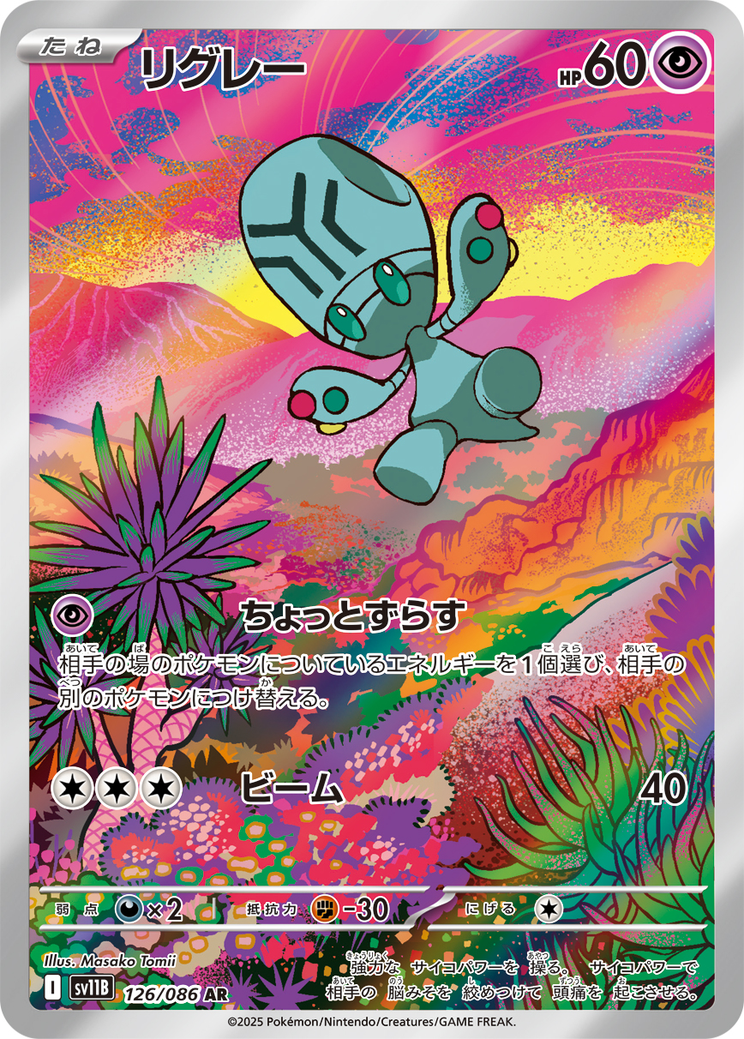 たね
リグレー
HP60
ちょっとずらす
相手の場のポケモンについているエネルギーを1個選び、相手の
別のポケモンにつけ替える。
ビーム 40
弱点 ×2 抵抗力 -30 にげる
Illus. Masako Tomii
I sv11B 126/086 AR
強力な サイコパワーを 操る。 サイコパワーで
相手の 脳みそを 絞めつけて 頭痛を 起こさせる。
©2025 Pokémon/Nintendo/Creatures/GAME FREAK.